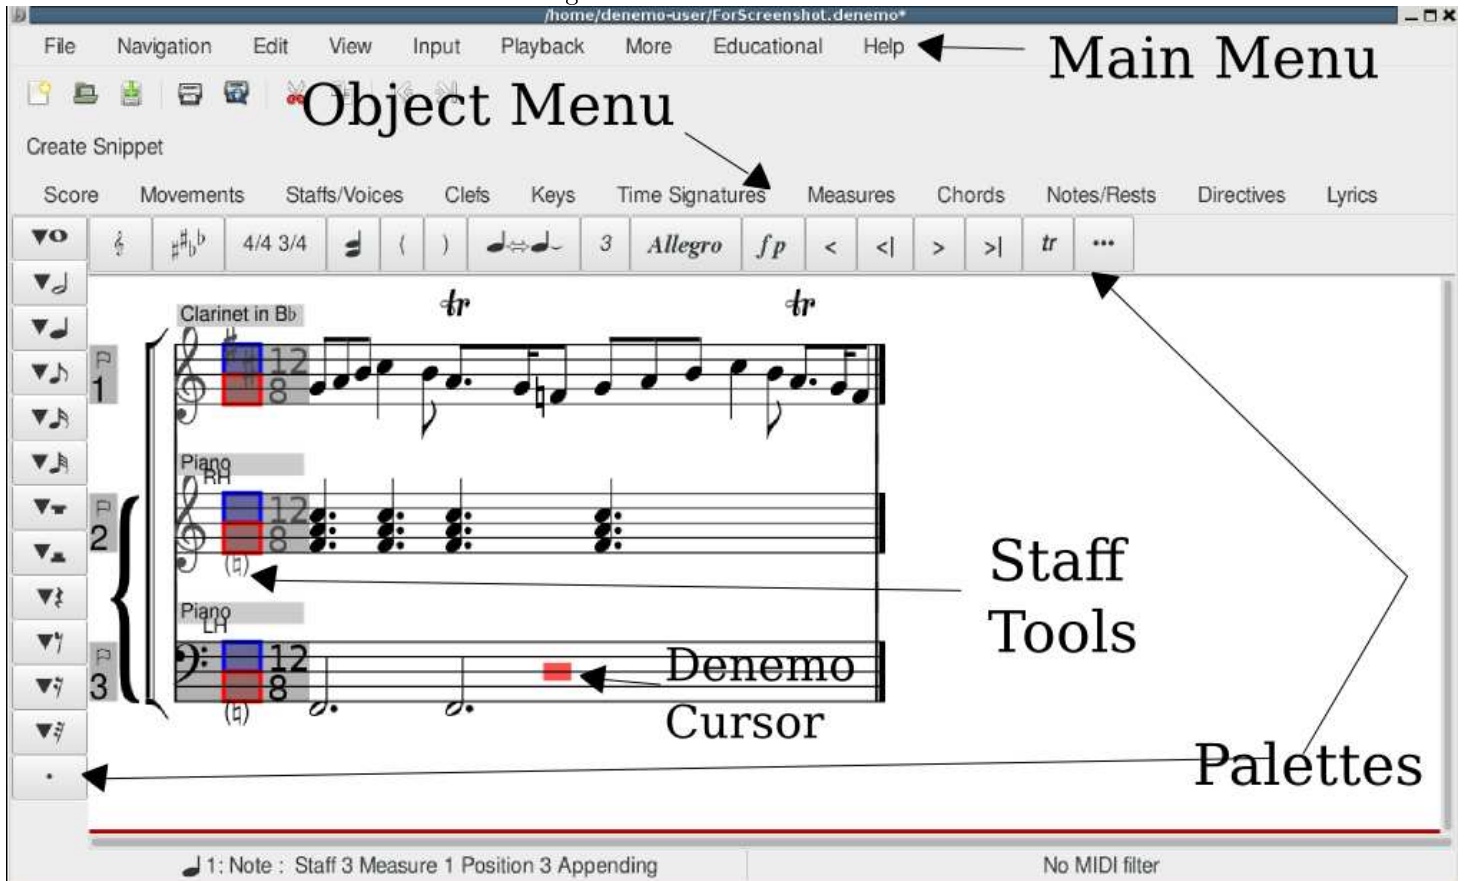 /home/denemo-user/ForScreenshot.denemo*
File Navigation Edit View Input Playback More Educational Help
Main Menu
Object Menu
Create Snippet
Score Movements Staffs/Voices Clefs Keys Time Signatures Measures Chords Notes/Rests Directives Lyrics
4/4 3/4 ( ) 3 Allegro fp < <| > >| tr •••
tr tr
Clarinet in B♭
1
12
8
Piano
RH
2
12
8
(♮)
Staff
Tools
Piano
LH
3
12
8
(♮)
Denemo
Cursor
Palettes
1: Note : Staff 3 Measure 1 Position 3 Appending
No MIDI filter